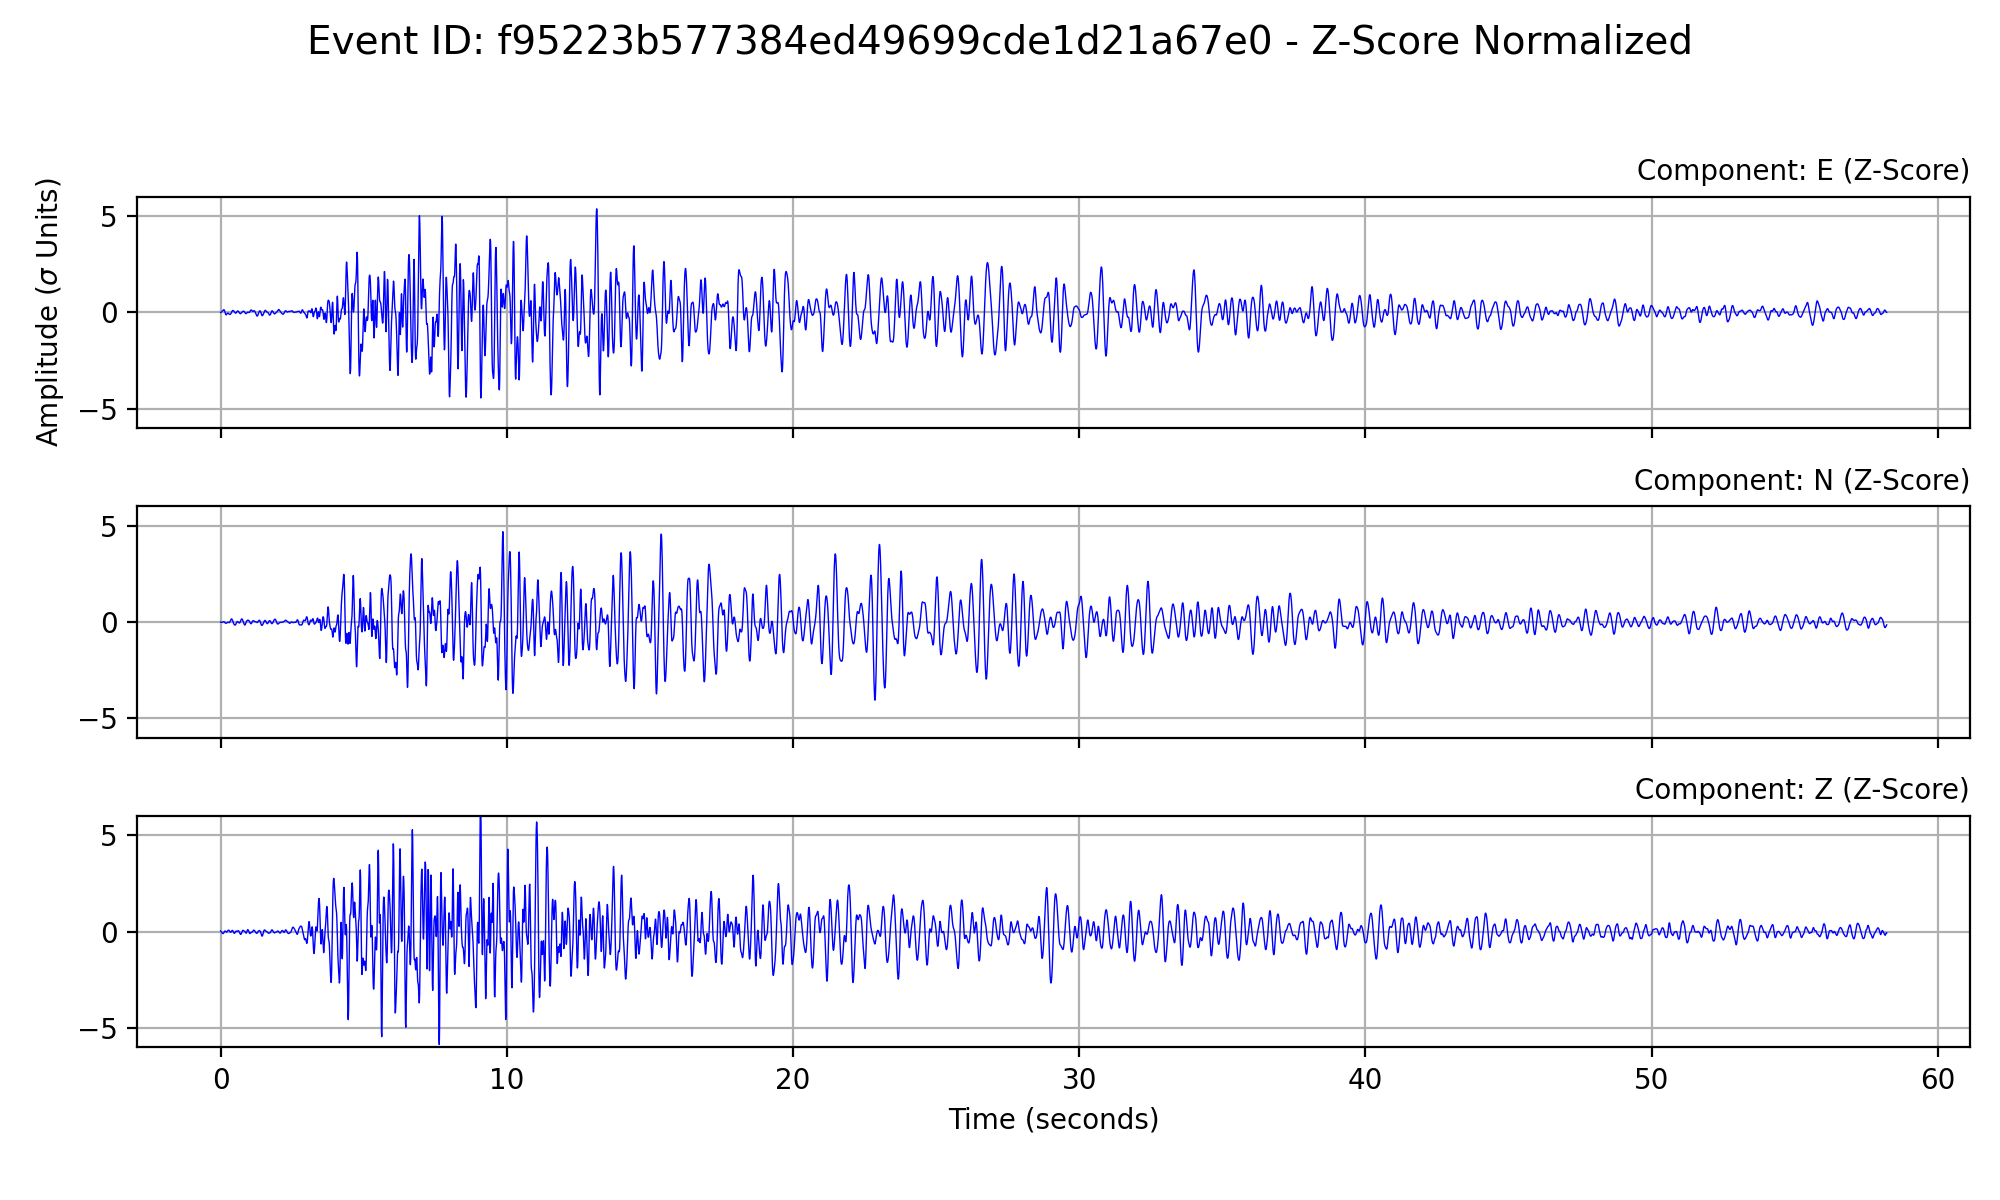 Event ID: f95223b577384ed49699cde1d21a67e0 - Z-Score Normalized
Component: E (Z-Score)
Amplitude (σ Units)
5
0
−5
Component: N (Z-Score)
5
0
−5
Component: Z (Z-Score)
5
0
−5
0 10 20 30 40 50 60
Time (seconds)